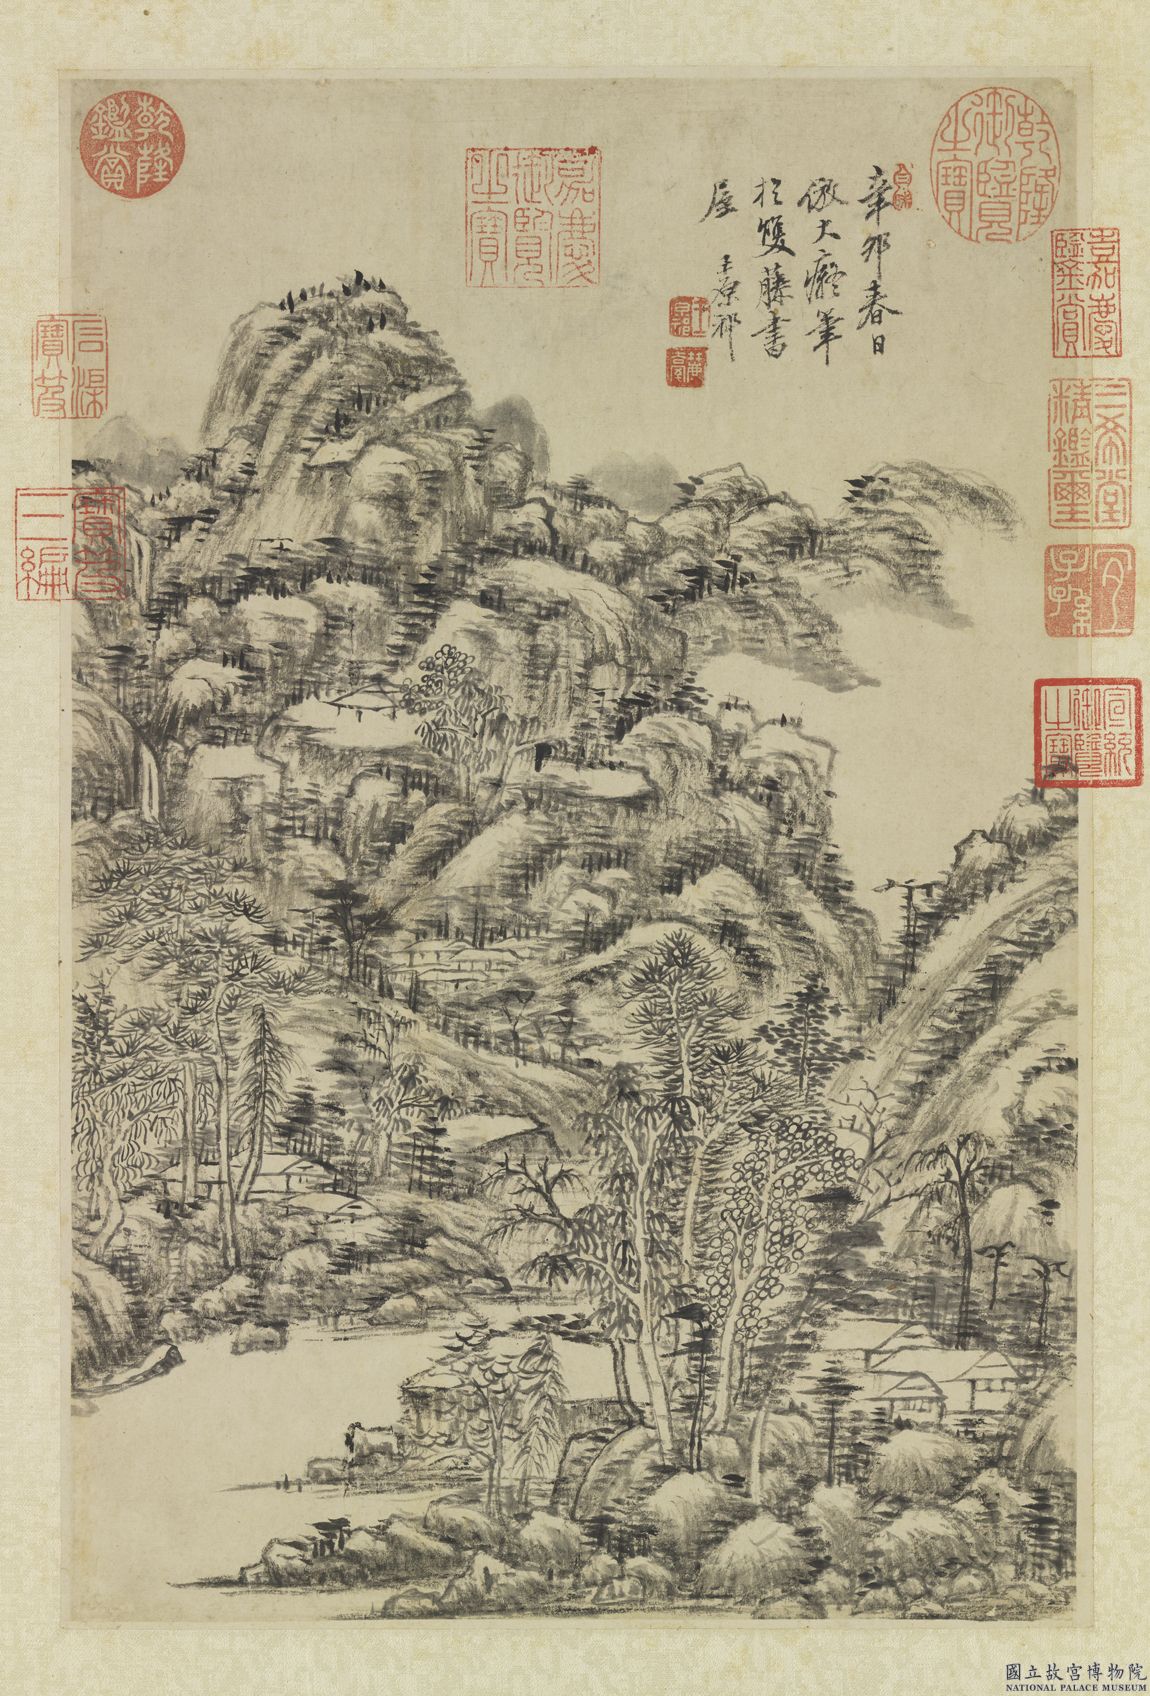 辛卯春日
倣大癡筆
於雙藤書
屋
王原祁
乾隆御覽之寶
嘉慶鑒賞
三希堂精鑑璽
宜子孫
宣統御覽之寶
嘉慶御覽之寶
乾隆鑑賞
石渠寶笈
寶笈三編
國立故宮博物院
NATIONAL PALACE MUSEUM